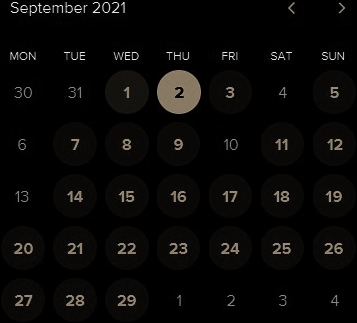 September 2021
MON TUE WED THU FRI SAT SUN
30 31 1 2 3 4 5
6 7 8 9 10 11 12
13 14 15 16 17 18 19
20 21 22 23 24 25 26
27 28 29 1 2 3 4